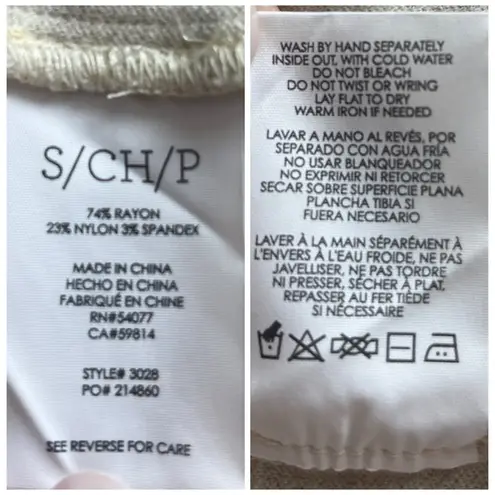 S/CH/P
74% RAYON
23% NYLON 3% SPANDEX
MADE IN CHINA
HECHO EN CHINA
FABRIQUÉ EN CHINE
RN#54077
CA#59814
STYLE# 3028
PO# 214860
SEE REVERSE FOR CARE
WASH BY HAND SEPARATELY
INSIDE OUT, WITH COLD WATER
DO NOT BLEACH
DO NOT TWIST OR WRING
LAY FLAT TO DRY
WARM IRON IF NEEDED
LAVAR A MANO AL REVÉS, POR
SEPARADO CON AGUA FRÍA
NO USAR BLANQUEADOR
NO EXPRIMIR NI RETORCER
SECAR SOBRE SUPERFICIE PLANA
PLANCHA TIBIA SI
FUERA NECESARIO
LAVER À LA MAIN SÉPARÉMENT À
L'ENVERS À L'EAU FROIDE, NE PAS
JAVELLISER, NE PAS TORDRE
NI PRESSER, SÉCHER À PLAT,
REPASSER AU FER TIÈDE
SI NÉCESSAIRE